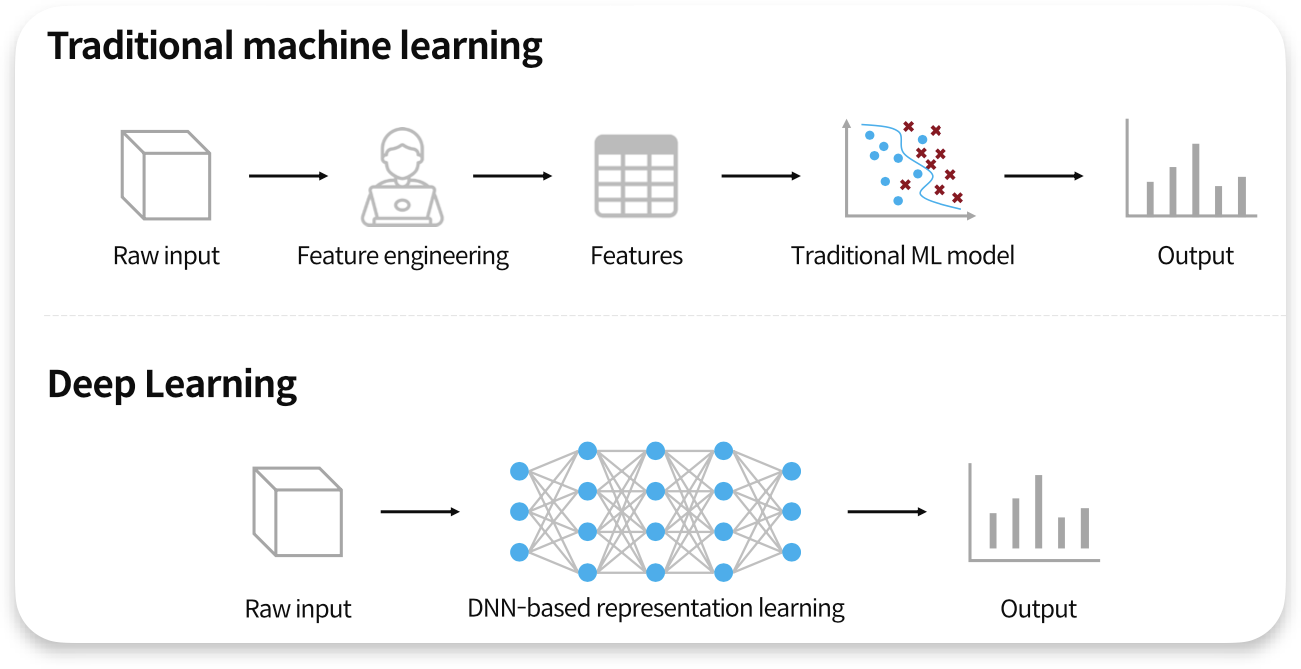 Traditional machine learning
Raw input
Feature engineering
Features
Traditional ML model
Output
Deep Learning
Raw input
DNN-based representation learning
Output